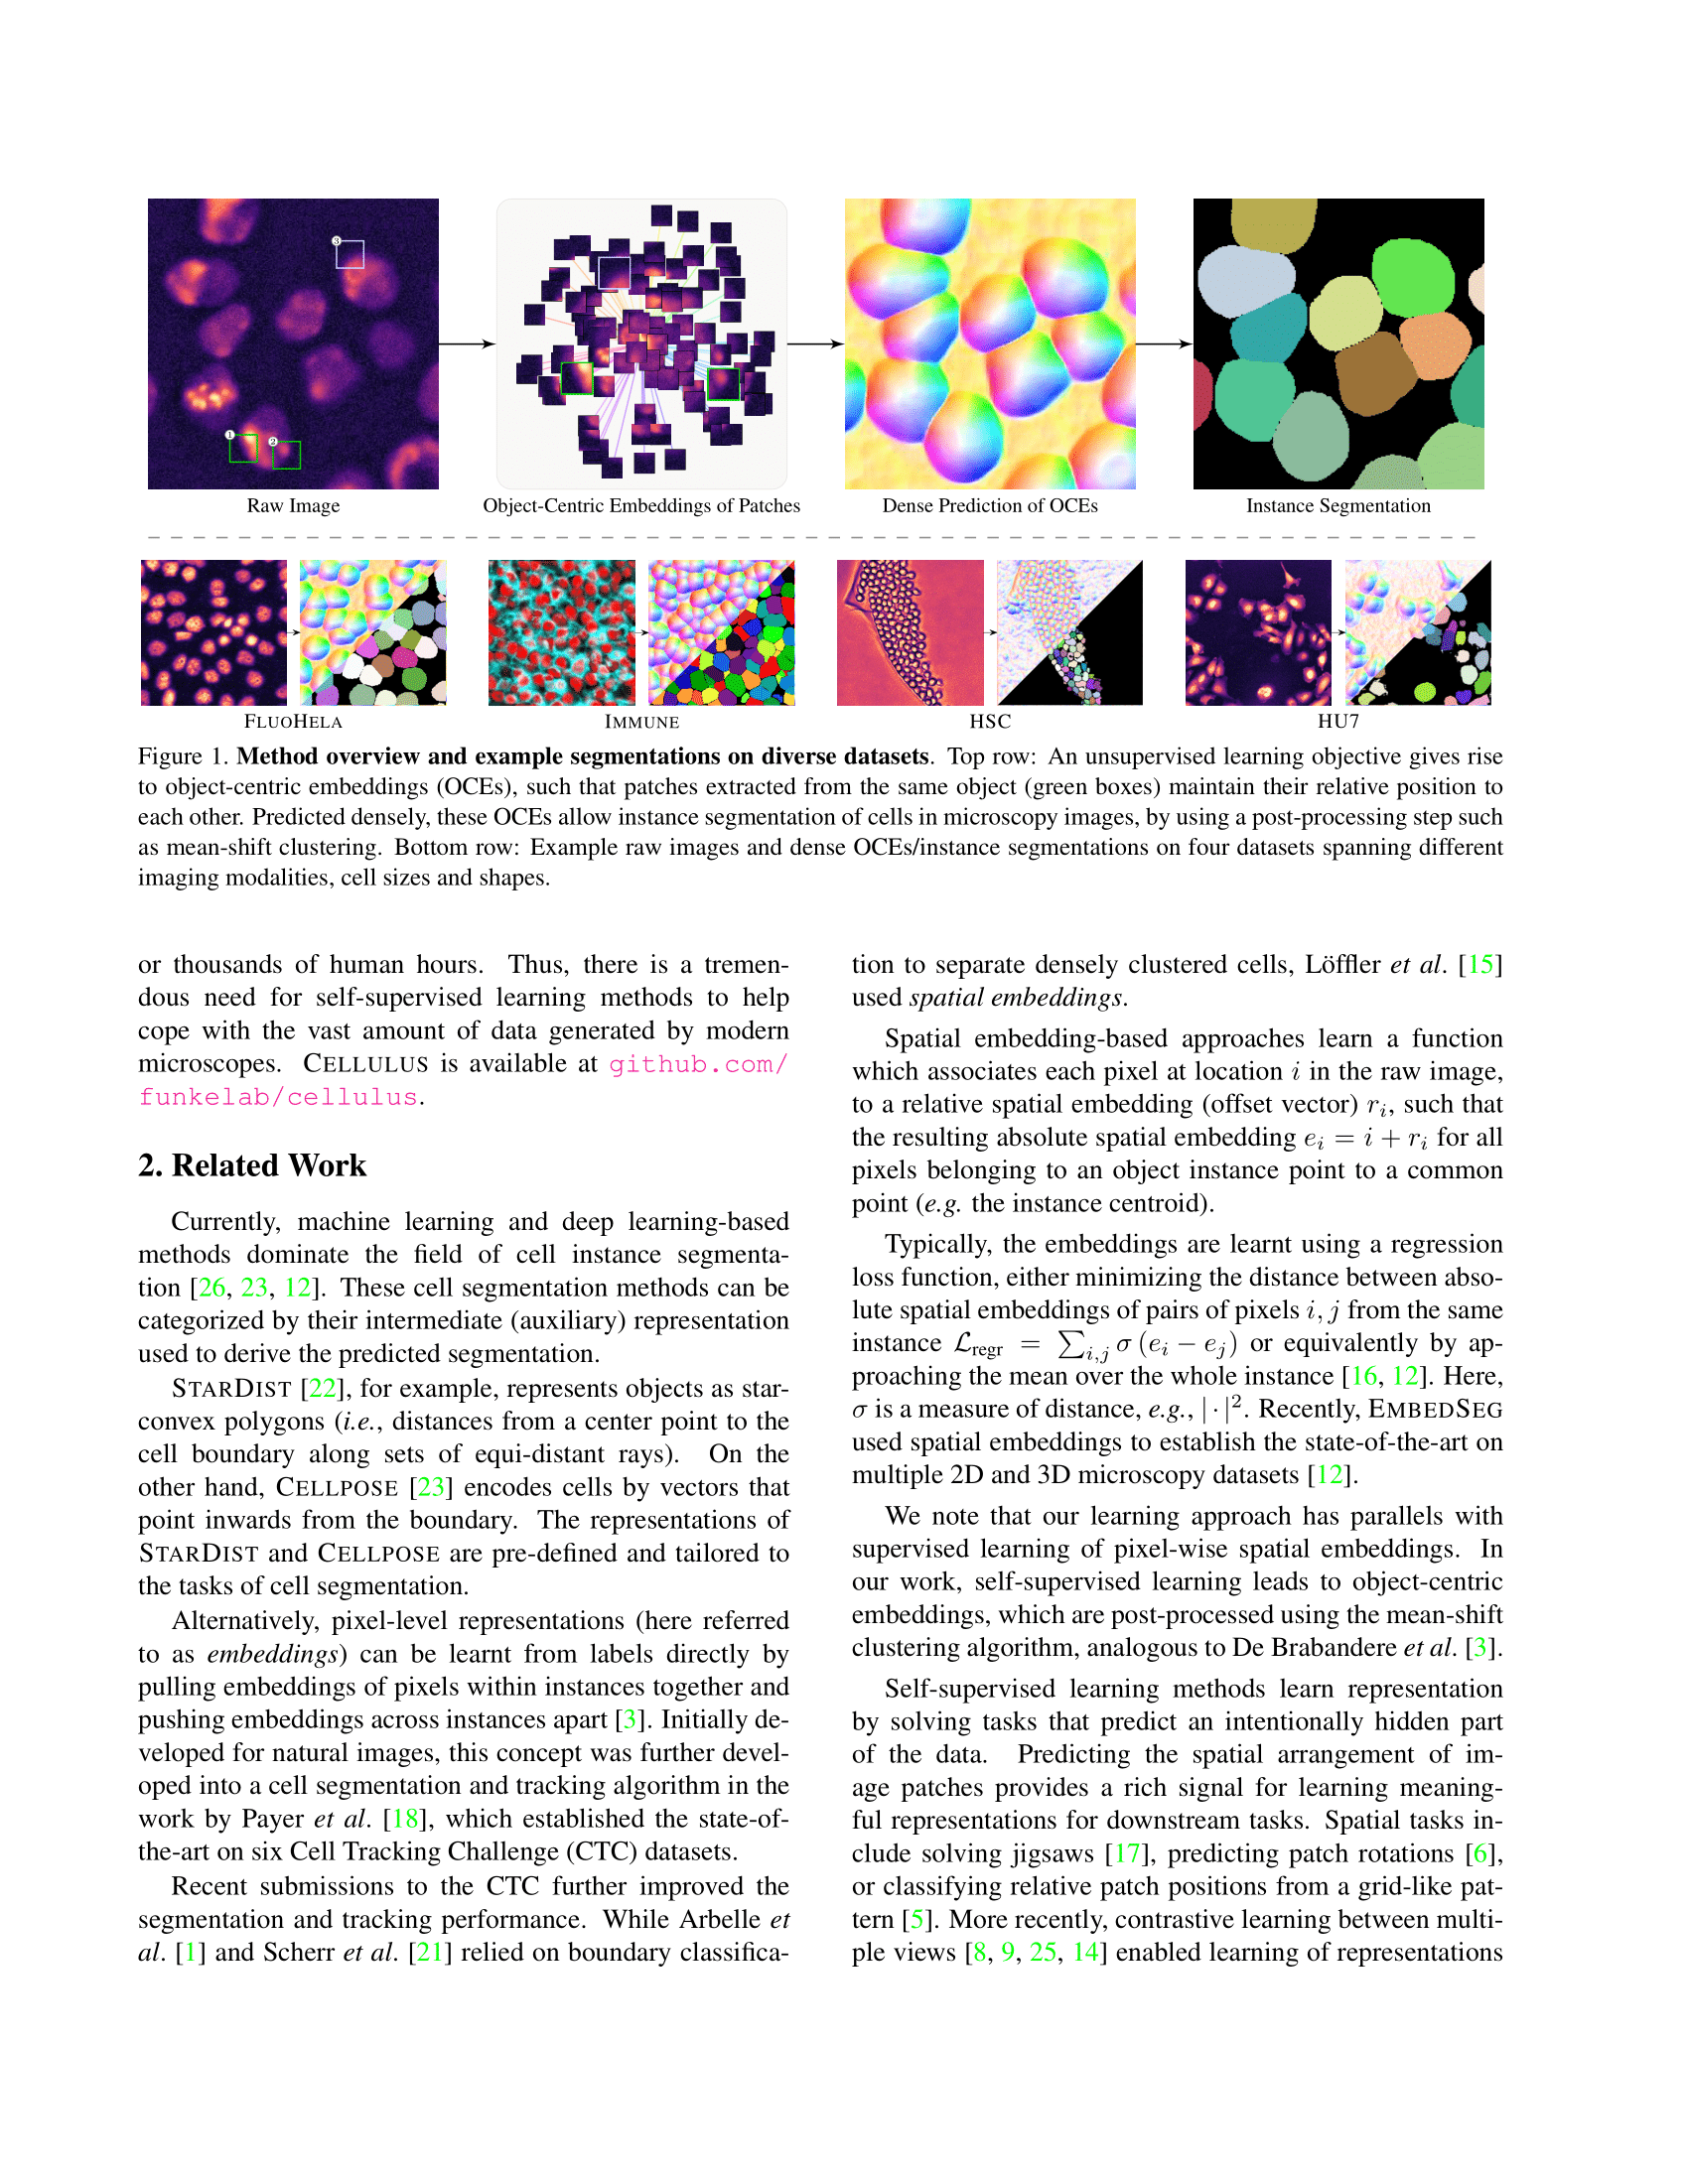 3
1
2
Raw Image
Object-Centric Embeddings of Patches
Dense Prediction of OCEs
Instance Segmentation
FLUOHELA
IMMUNE
HSC
HU7
Figure 1. Method overview and example segmentations on diverse datasets. Top row: An unsupervised learning objective gives rise
to object-centric embeddings (OCEs), such that patches extracted from the same object (green boxes) maintain their relative position to
each other. Predicted densely, these OCEs allow instance segmentation of cells in microscopy images, by using a post-processing step such
as mean-shift clustering. Bottom row: Example raw images and dense OCEs/instance segmentations on four datasets spanning different
imaging modalities, cell sizes and shapes.
or thousands of human hours. Thus, there is a tremen-
dous need for self-supervised learning methods to help
cope with the vast amount of data generated by modern
microscopes. CELLULUS is available at github.com/
funkelab/cellulus.
2. Related Work
Currently, machine learning and deep learning-based
methods dominate the field of cell instance segmenta-
tion [26, 23, 12]. These cell segmentation methods can be
categorized by their intermediate (auxiliary) representation
used to derive the predicted segmentation.
STARDIST [22], for example, represents objects as star-
convex polygons (i.e., distances from a center point to the
cell boundary along sets of equi-distant rays). On the
other hand, CELLPOSE [23] encodes cells by vectors that
point inwards from the boundary. The representations of
STARDIST and CELLPOSE are pre-defined and tailored to
the tasks of cell segmentation.
Alternatively, pixel-level representations (here referred
to as embeddings) can be learnt from labels directly by
pulling embeddings of pixels within instances together and
pushing embeddings across instances apart [3]. Initially de-
veloped for natural images, this concept was further devel-
oped into a cell segmentation and tracking algorithm in the
work by Payer et al. [18], which established the state-of-
the-art on six Cell Tracking Challenge (CTC) datasets.
Recent submissions to the CTC further improved the
segmentation and tracking performance. While Arbelle et
al. [1] and Scherr et al. [21] relied on boundary classifica-
tion to separate densely clustered cells, Löffler et al. [15]
used spatial embeddings.
Spatial embedding-based approaches learn a function
which associates each pixel at location i in the raw image,
to a relative spatial embedding (offset vector) r_i, such that
the resulting absolute spatial embedding e_i = i + r_i for all
pixels belonging to an object instance point to a common
point (e.g. the instance centroid).
Typically, the embeddings are learnt using a regression
loss function, either minimizing the distance between abso-
lute spatial embeddings of pairs of pixels i, j from the same
instance L_regr = ∑_{i,j} σ (e_i − e_j) or equivalently by ap-
proaching the mean over the whole instance [16, 12]. Here,
σ is a measure of distance, e.g., | · |². Recently, EMBEDSEG
used spatial embeddings to establish the state-of-the-art on
multiple 2D and 3D microscopy datasets [12].
We note that our learning approach has parallels with
supervised learning of pixel-wise spatial embeddings. In
our work, self-supervised learning leads to object-centric
embeddings, which are post-processed using the mean-shift
clustering algorithm, analogous to De Brabandere et al. [3].
Self-supervised learning methods learn representation
by solving tasks that predict an intentionally hidden part
of the data. Predicting the spatial arrangement of im-
age patches provides a rich signal for learning meaning-
ful representations for downstream tasks. Spatial tasks in-
clude solving jigsaws [17], predicting patch rotations [6],
or classifying relative patch positions from a grid-like pat-
tern [5]. More recently, contrastive learning between multi-
ple views [8, 9, 25, 14] enabled learning of representations